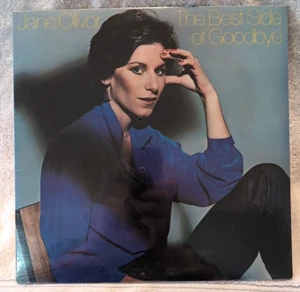 Jane Olivor
The Best Side
of Goodbye